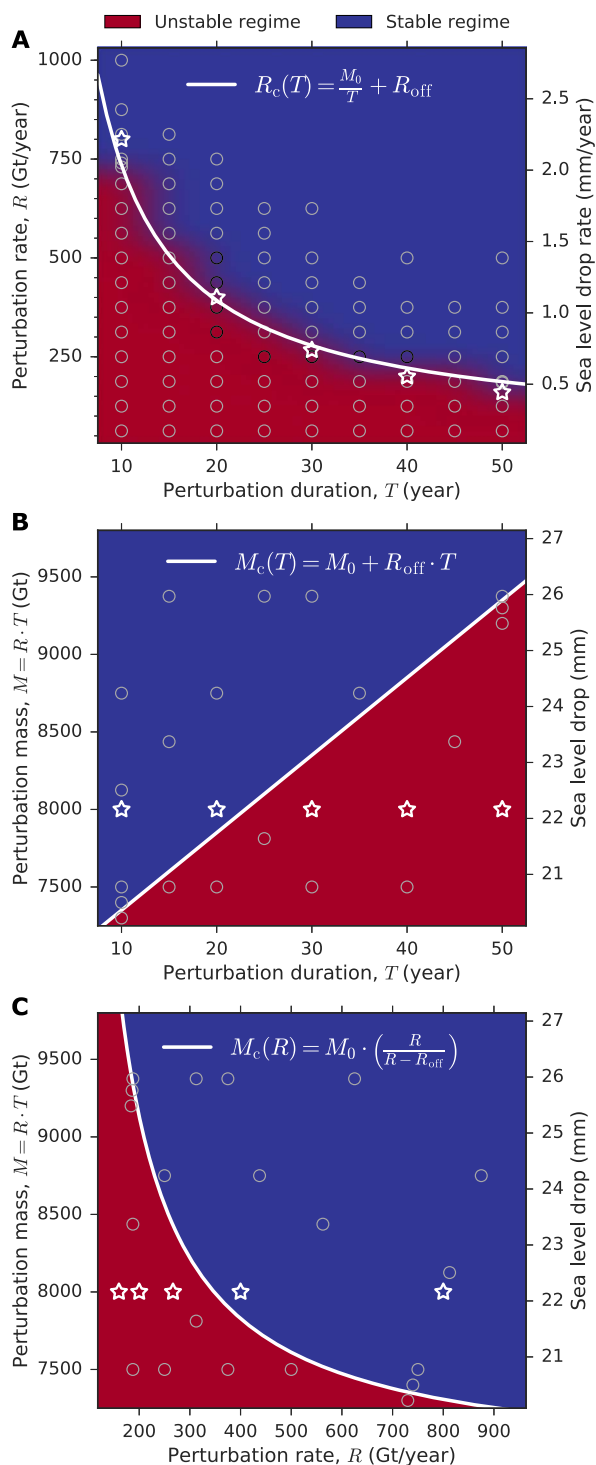 Unstable regime Stable regime
A
R_c(T) = M_0/T + R_off
Perturbation rate, R (Gt/year)
1000
750
500
250
Sea level drop rate (mm/year)
2.5
2.0
1.5
1.0
0.5
10 20 30 40 50
Perturbation duration, T (year)
B
M_c(T) = M_0 + R_off · T
Perturbation mass, M = R · T (Gt)
9500
9000
8500
8000
7500
Sea level drop (mm)
27
26
25
24
23
22
21
10 20 30 40 50
Perturbation duration, T (year)
C
M_c(R) = M_0 · (R/(R − R_off))
Perturbation mass, M = R · T (Gt)
9500
9000
8500
8000
7500
Sea level drop (mm)
27
26
25
24
23
22
21
200 300 400 500 600 700 800 900
Perturbation rate, R (Gt/year)